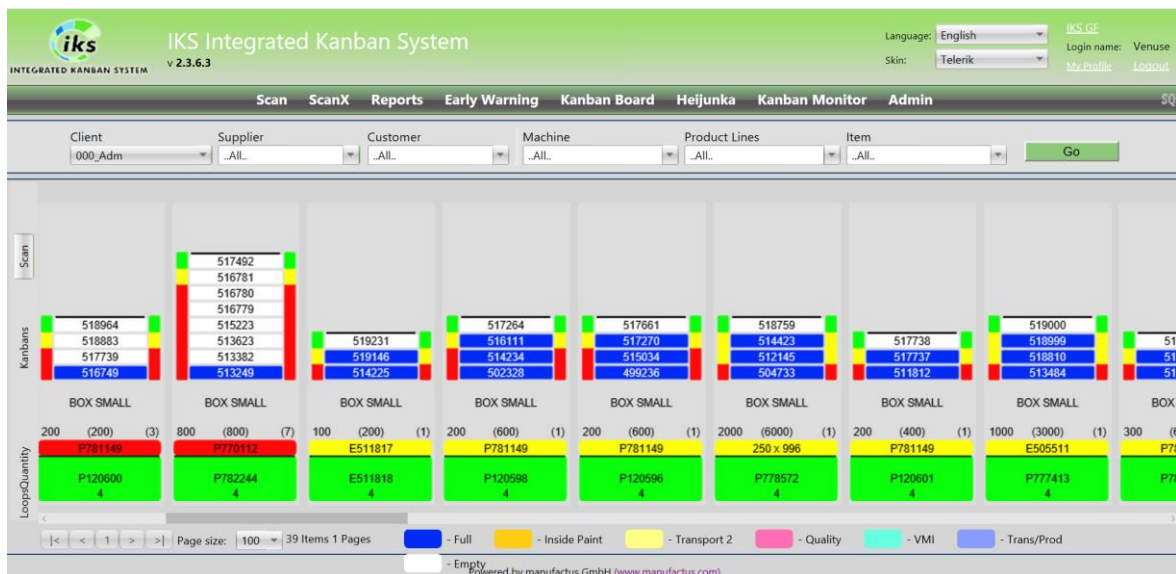 iks
INTEGRATED KANBAN SYSTEM
IKS Integrated Kanban System
v 2.3.6.3
Language: English
Skin: Telerik
IKS GF
Login name: Venuse
My Profile Logout
Scan ScanX Reports Early Warning Kanban Board Heijunka Kanban Monitor Admin SQ
Client Supplier Customer Machine Product Lines Item
000_Adm ..All.. ..All.. ..All.. ..All.. ..All.. Go
Scan
Kanbans
517492
516781
516780
516779
518964 515223 517264 517661 518759 519000
518883 513623 519231 516111 517270 514423 517738 518999 51
517739 513382 519146 514234 515034 512145 517737 518810 51
516749 513249 514225 502328 499236 504733 511812 513484 51
BOX SMALL BOX SMALL BOX SMALL BOX SMALL BOX SMALL BOX SMALL BOX SMALL BOX SMALL BOX
LoopsQuantity
200 (200) (3) 800 (800) (7) 100 (200) (1) 200 (600) (1) 200 (600) (1) 2000 (6000) (1) 200 (400) (1) 1000 (3000) (1) 300
P781149 P770112 E511817 P781149 P781149 250 x 996 P781149 E505511 P78
P120600 P782244 E511818 P120598 P120596 P778572 P120601 P777413 P78
4 4 4 4 4 4 4 4
|< < 1 > >| Page size: 100 39 Items 1 Pages - Full - Inside Paint - Transport 2 - Quality - VMI - Trans/Prod
- Empty
Powered by manufactus GmbH (www.manufactus.com)